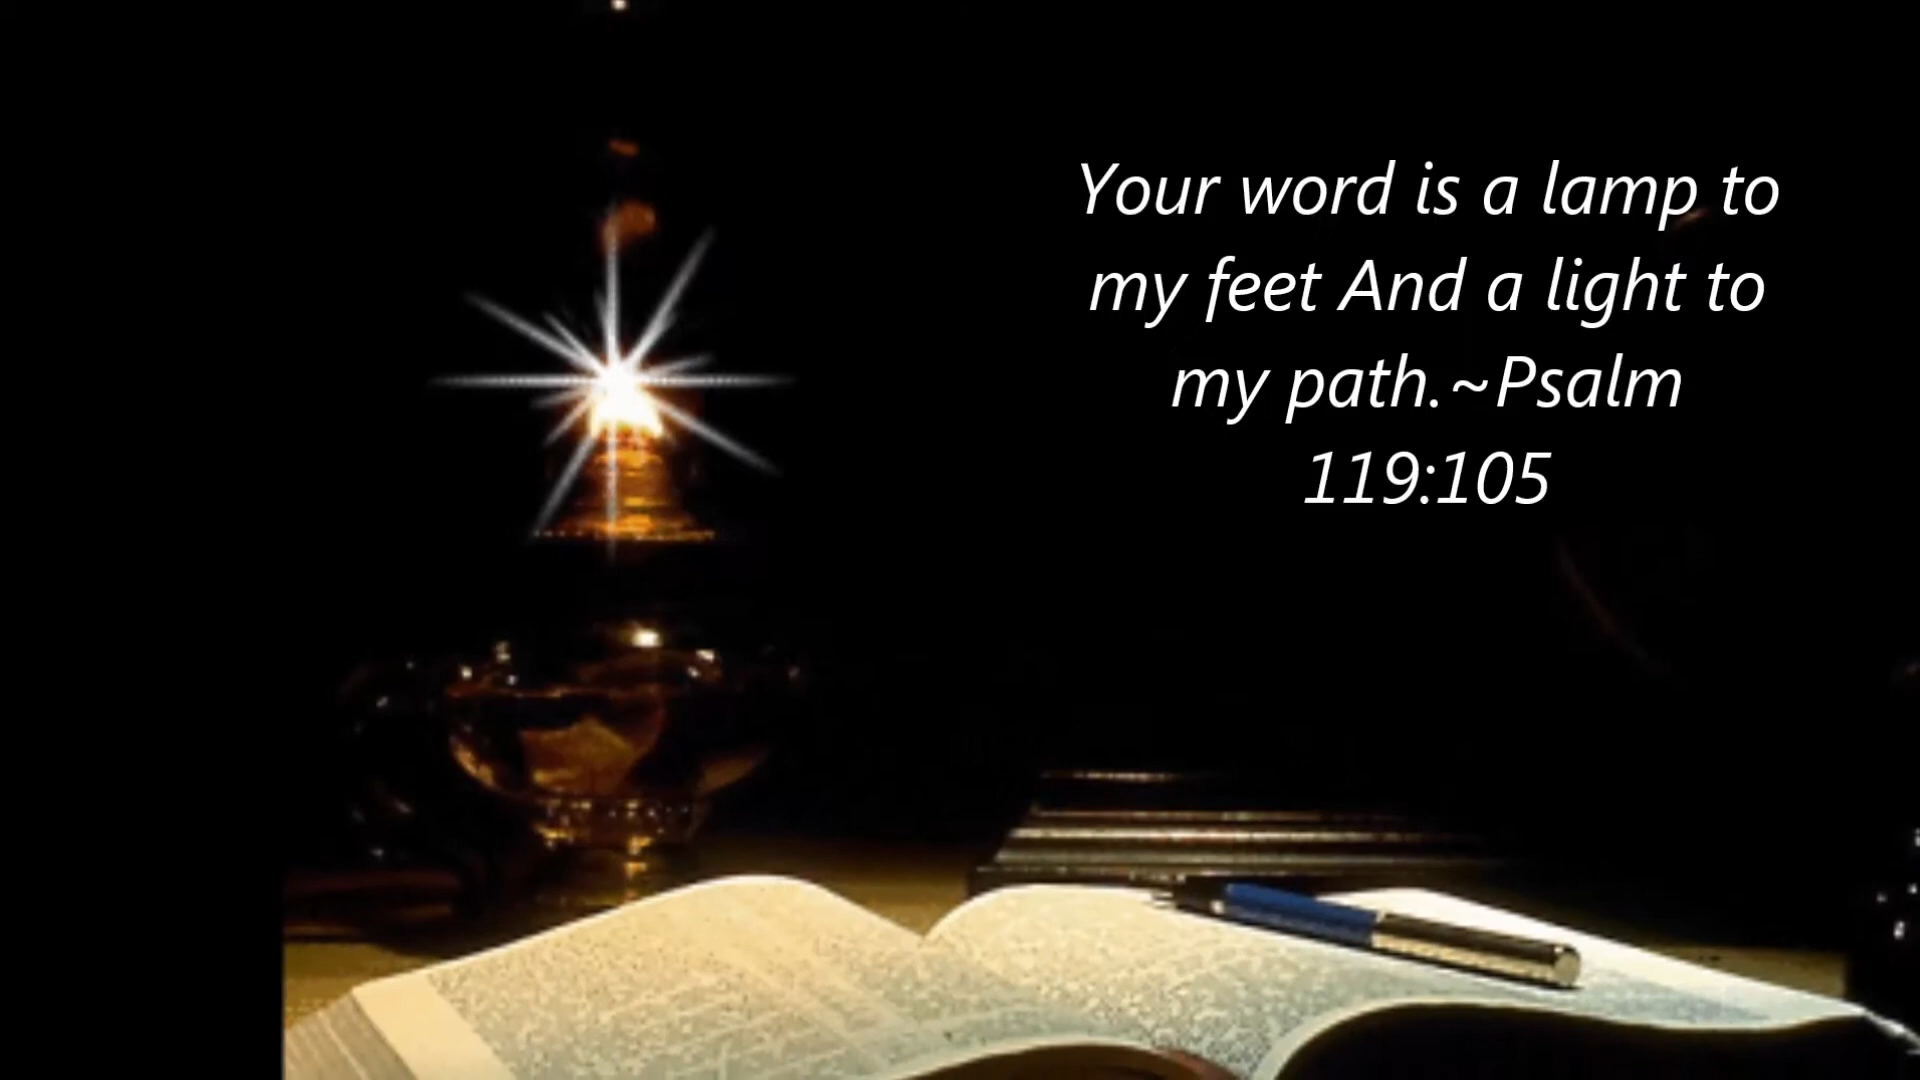 Your word is a lamp to
my feet And a light to
my path.~Psalm
119:105